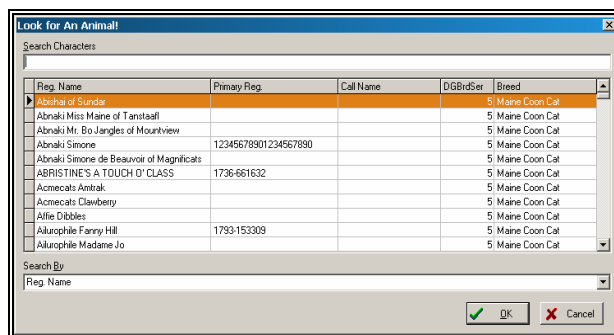 Look for An Animal!
Search Characters
Reg. Name Primary Reg. Call Name DGBrdSer Breed
Abishai of Sundar 5 Maine Coon Cat
Abnaki Miss Maine of Tanstaafl 5 Maine Coon Cat
Abnaki Mr. Bo Jangles of Mountview 5 Maine Coon Cat
Abnaki Simone 12345678901234567890 5 Maine Coon Cat
Abnaki Simone de Beauvoir of Magnificats 5 Maine Coon Cat
ABRISTINE'S A TOUCH O' CLASS 1736-661632 5 Maine Coon Cat
Acmecats Amtrak 5 Maine Coon Cat
Acmecats Clawberry 5 Maine Coon Cat
Affie Dibbles 5 Maine Coon Cat
Ailurophile Fanny Hill 1793-153309 5 Maine Coon Cat
Ailurophile Madame Jo 5 Maine Coon Cat
Search By
Reg. Name
OK Cancel